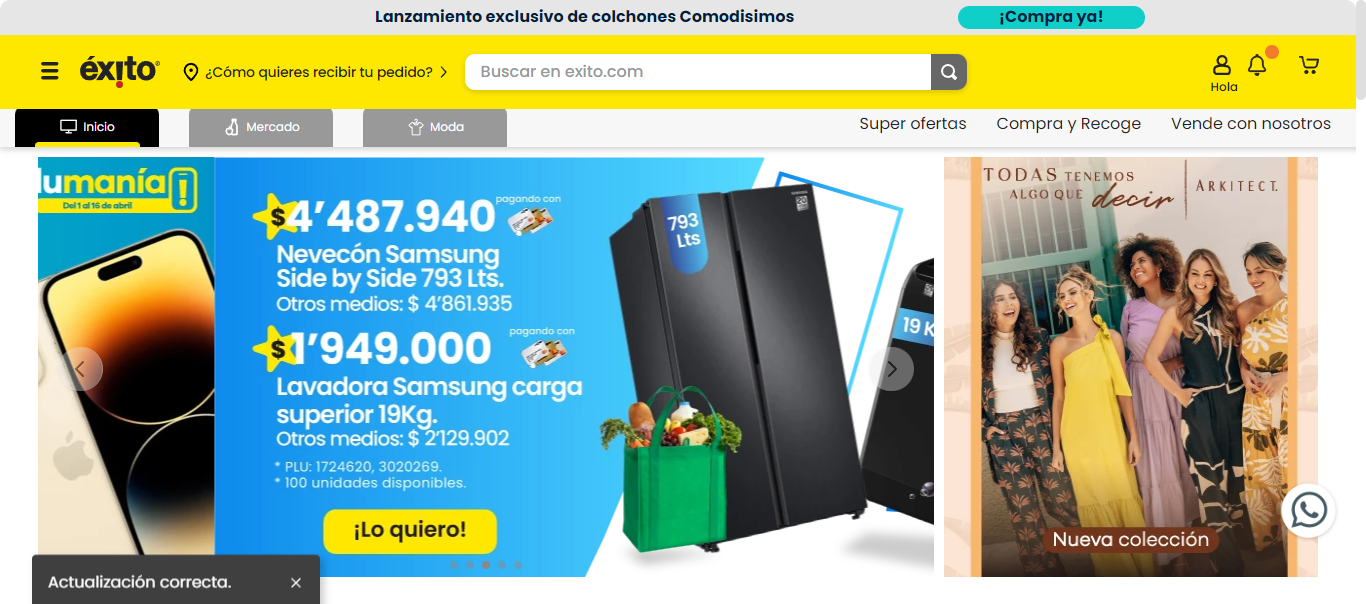 Lanzamiento exclusivo de colchones Comodisimos
¡Compra ya!
éxito
¿Cómo quieres recibir tu pedido?
Buscar en exito.com
Hola
Inicio
Mercado
Moda
Super ofertas
Compra y Recoge
Vende con nosotros
lumanía
Del 1 al 16 de abril
$4’487.940
pagando con
Nevecón Samsung
Side by Side 793 Lts.
Otros medios: $ 4’861.935
$1’949.000
pagando con
Lavadora Samsung carga
superior 19Kg.
Otros medios: $ 2’129.902
* PLU: 1724620, 3020269.
* 100 unidades disponibles.
¡Lo quiero!
793
Lts
20
19 K
TODAS TENEMOS
ALGO QUE decir
ARKITECT.
Nueva colección
Actualización correcta.